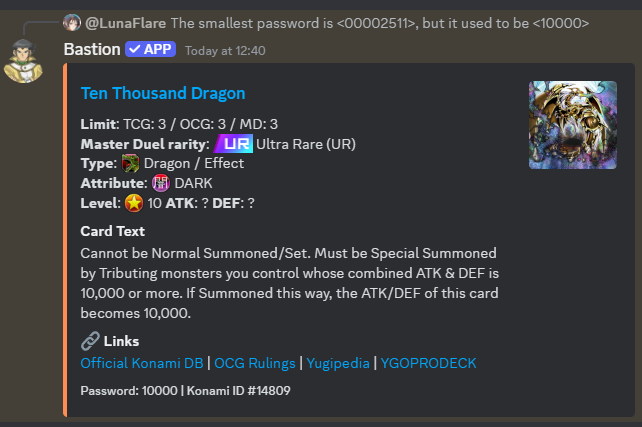 @LunaFlare The smallest password is <00002511>, but it used to be <10000>
Bastion ✓ APP Today at 12:40
Ten Thousand Dragon
Limit: TCG: 3 / OCG: 3 / MD: 3
Master Duel rarity: UR Ultra Rare (UR)
Type: Dragon / Effect
Attribute: 闇 DARK
Level: 10 ATK: ? DEF: ?
Card Text
Cannot be Normal Summoned/Set. Must be Special Summoned
by Tributing monsters you control whose combined ATK & DEF is
10,000 or more. If Summoned this way, the ATK/DEF of this card
becomes 10,000.
Links
Official Konami DB | OCG Rulings | Yugipedia | YGOPRODECK
Password: 10000 | Konami ID #14809